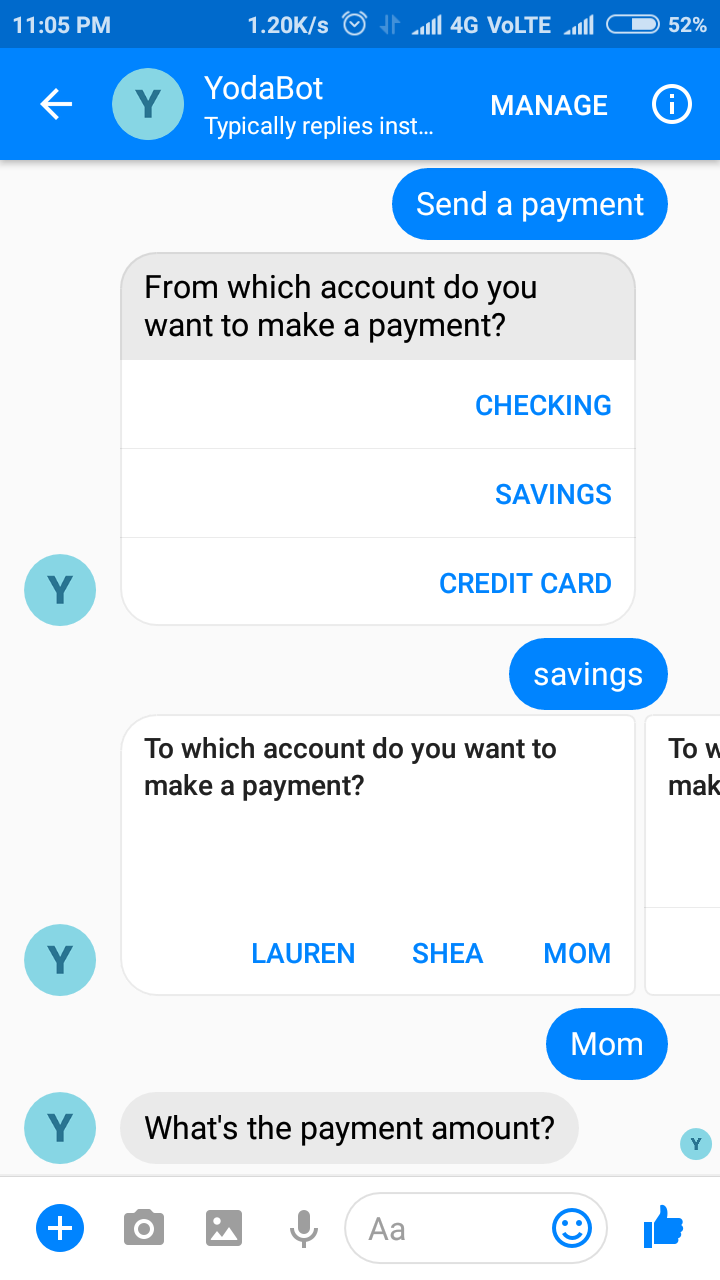 11:05 PM 1.20K/s 4G VoLTE 52%
Y
YodaBot
Typically replies inst...
MANAGE
Send a payment
From which account do you
want to make a payment?
CHECKING
SAVINGS
CREDIT CARD
Y
savings
To which account do you want to
make a payment?
LAUREN SHEA MOM
To w
mak
Y
Mom
Y
What's the payment amount?
Y
Aa